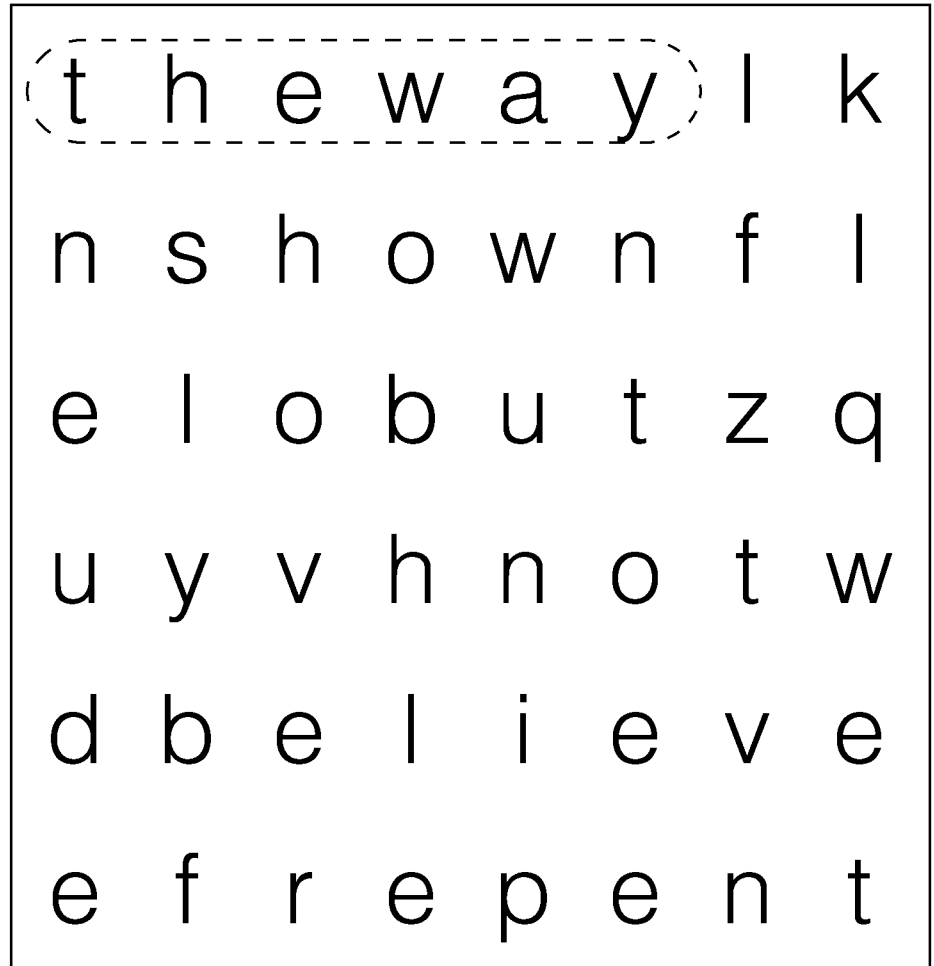 t h e w a y l k
n s h o w n f l
e l o b u t z q
u y v h n o t w
d b e l i e v e
e f r e p e n t